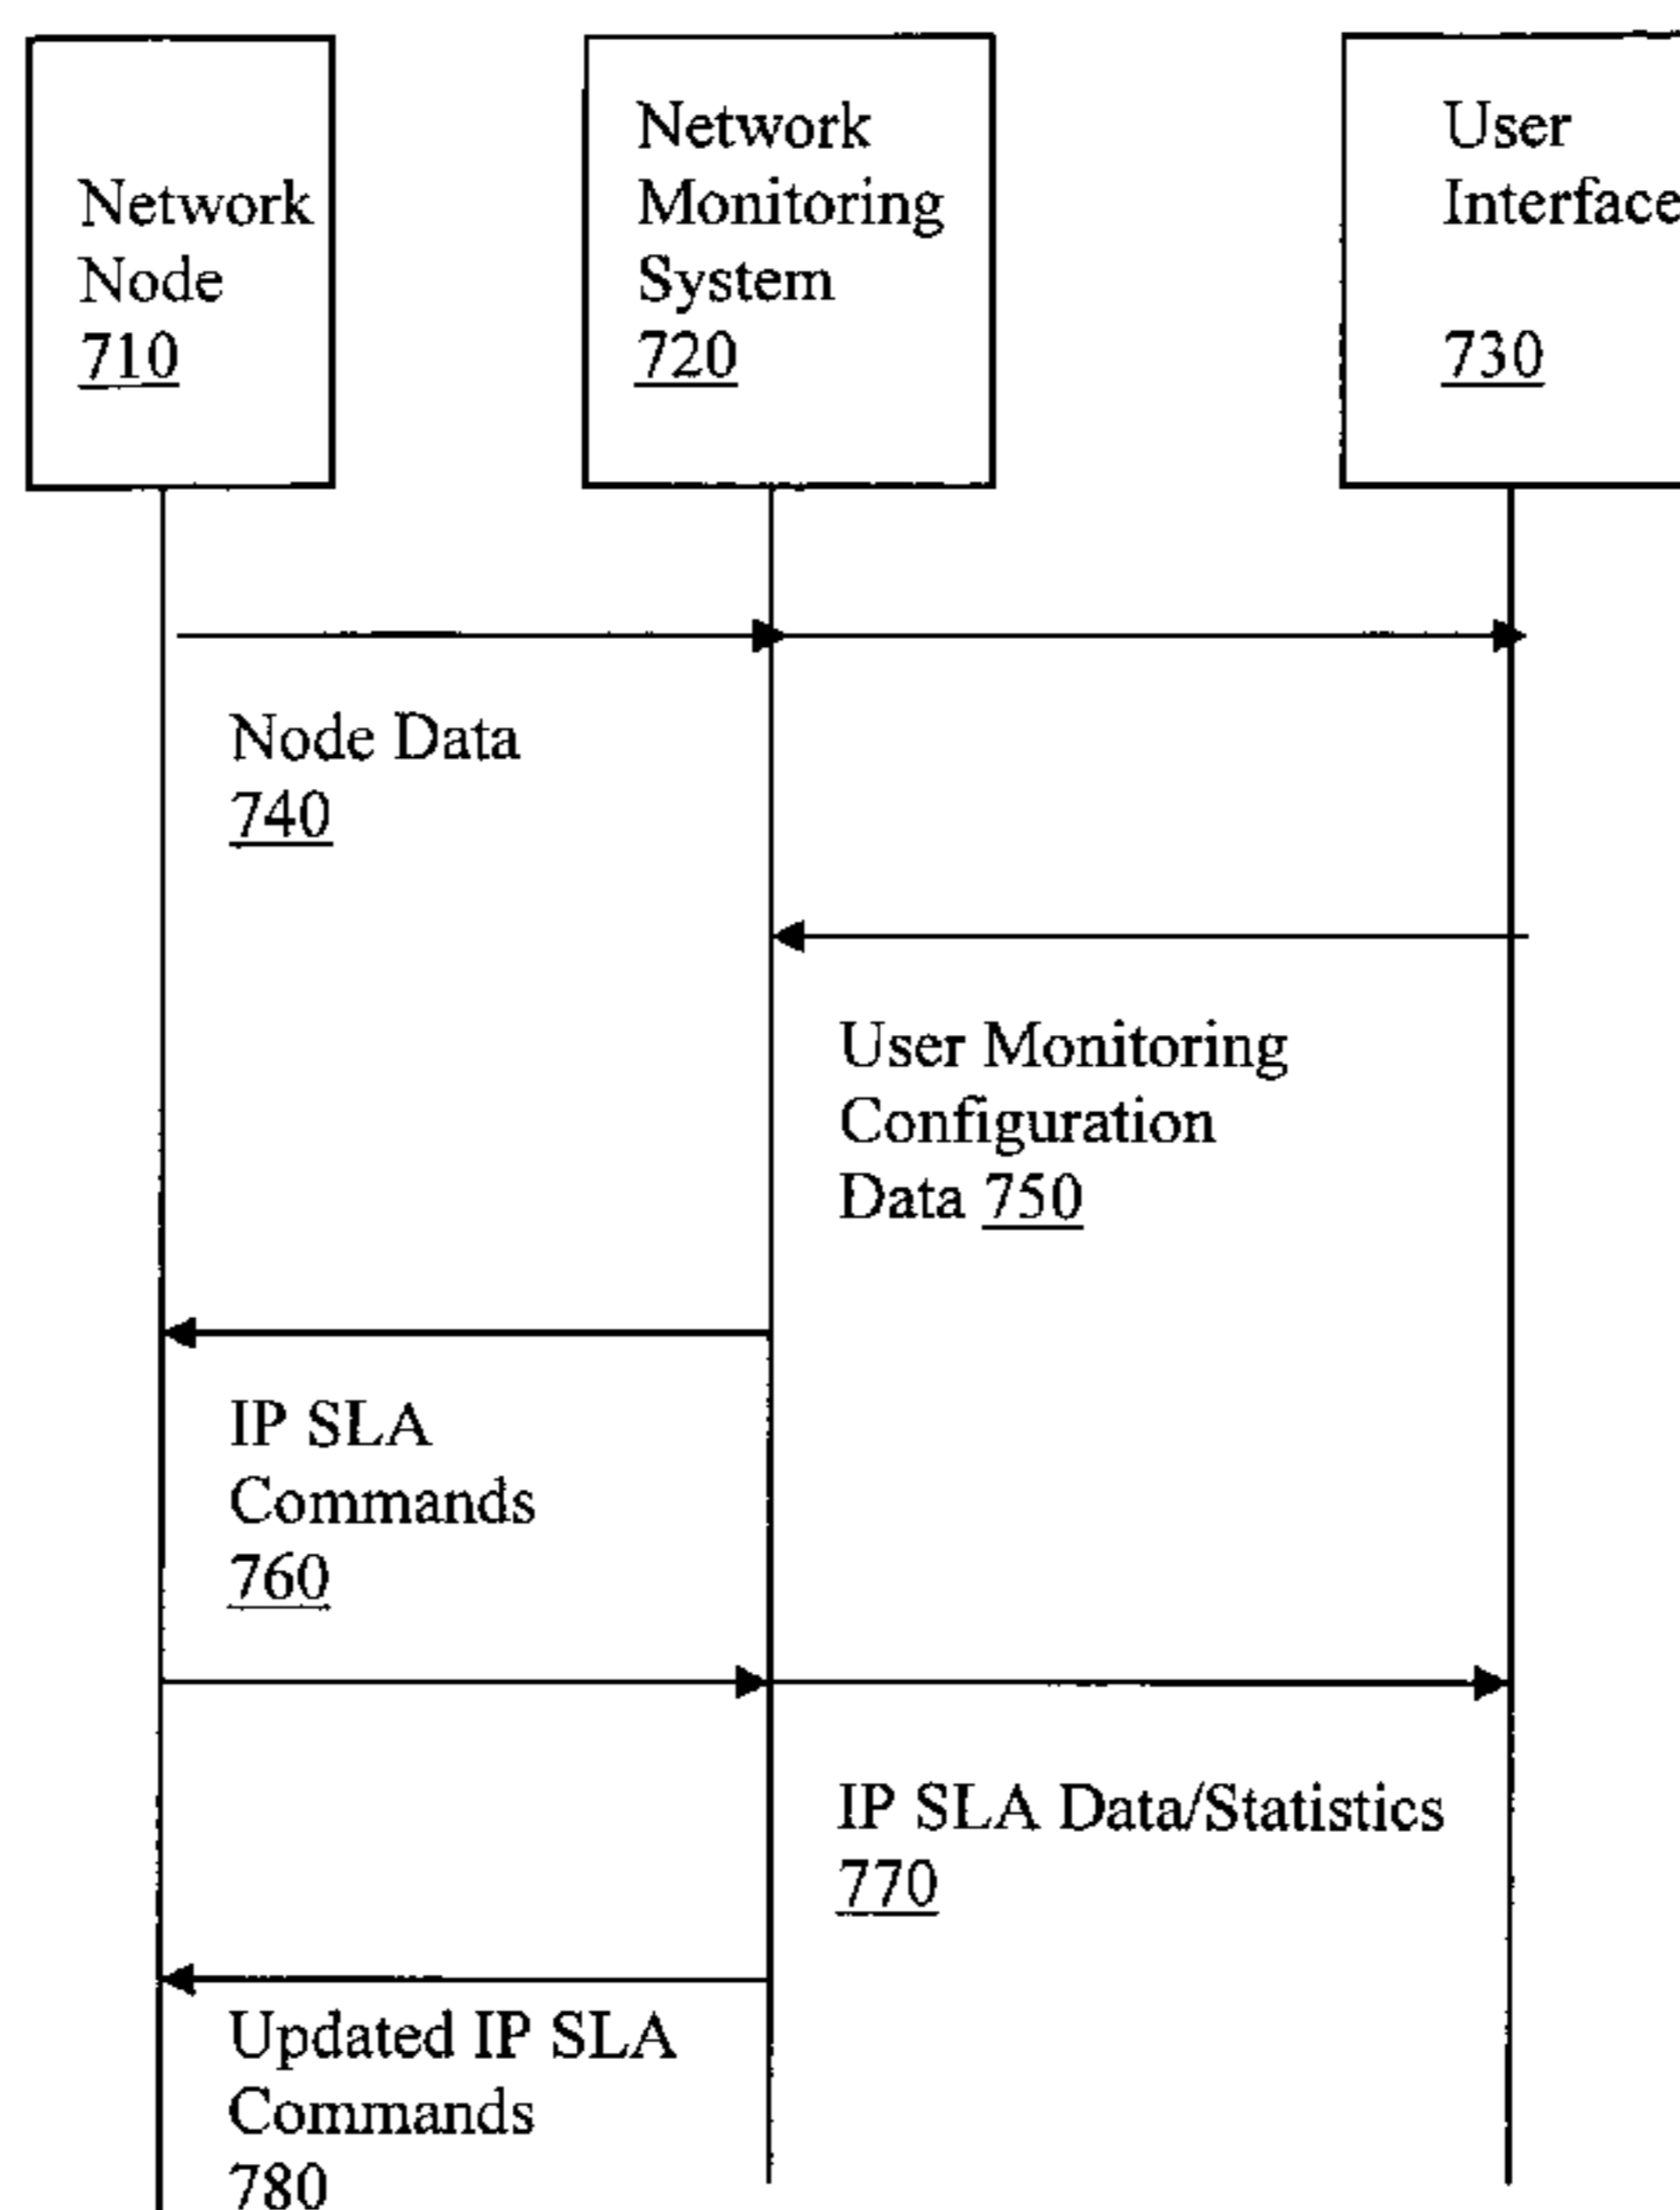 Network
Node
710
Network
Monitoring
System
720
User
Interface
730
Node Data
740
User Monitoring
Configuration
Data 750
IP SLA
Commands
760
IP SLA Data/Statistics
770
Updated IP SLA
Commands
780